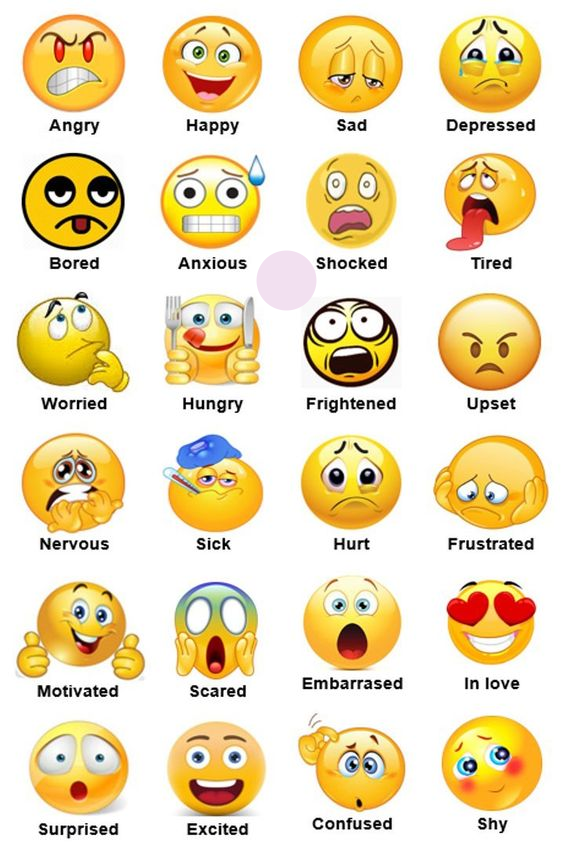 Angry Happy Sad Depressed
Bored Anxious Shocked Tired
Worried Hungry Frightened Upset
Nervous Sick Hurt Frustrated
Motivated Scared Embarrased In love
Surprised Excited Confused Shy